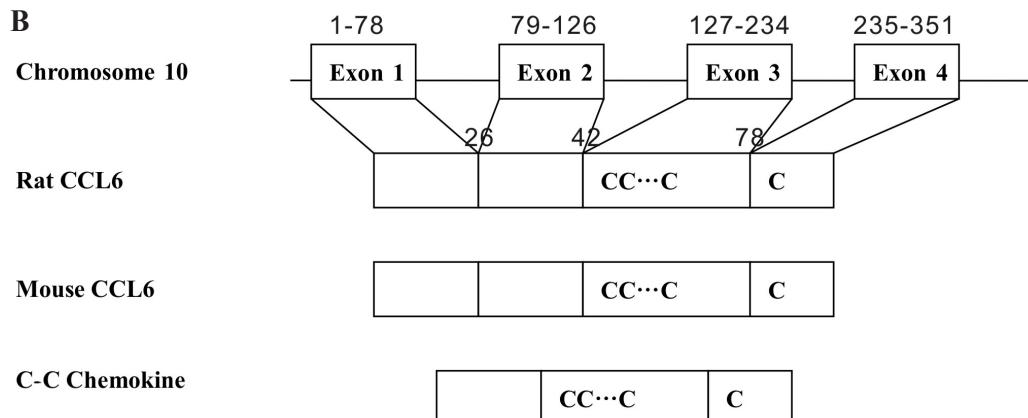 B
1-78 79-126 127-234 235-351
Chromosome 10 Exon 1 Exon 2 Exon 3 Exon 4
26 42 78
Rat CCL6 CC···C C
Mouse CCL6 CC···C C
C-C Chemokine CC···C C